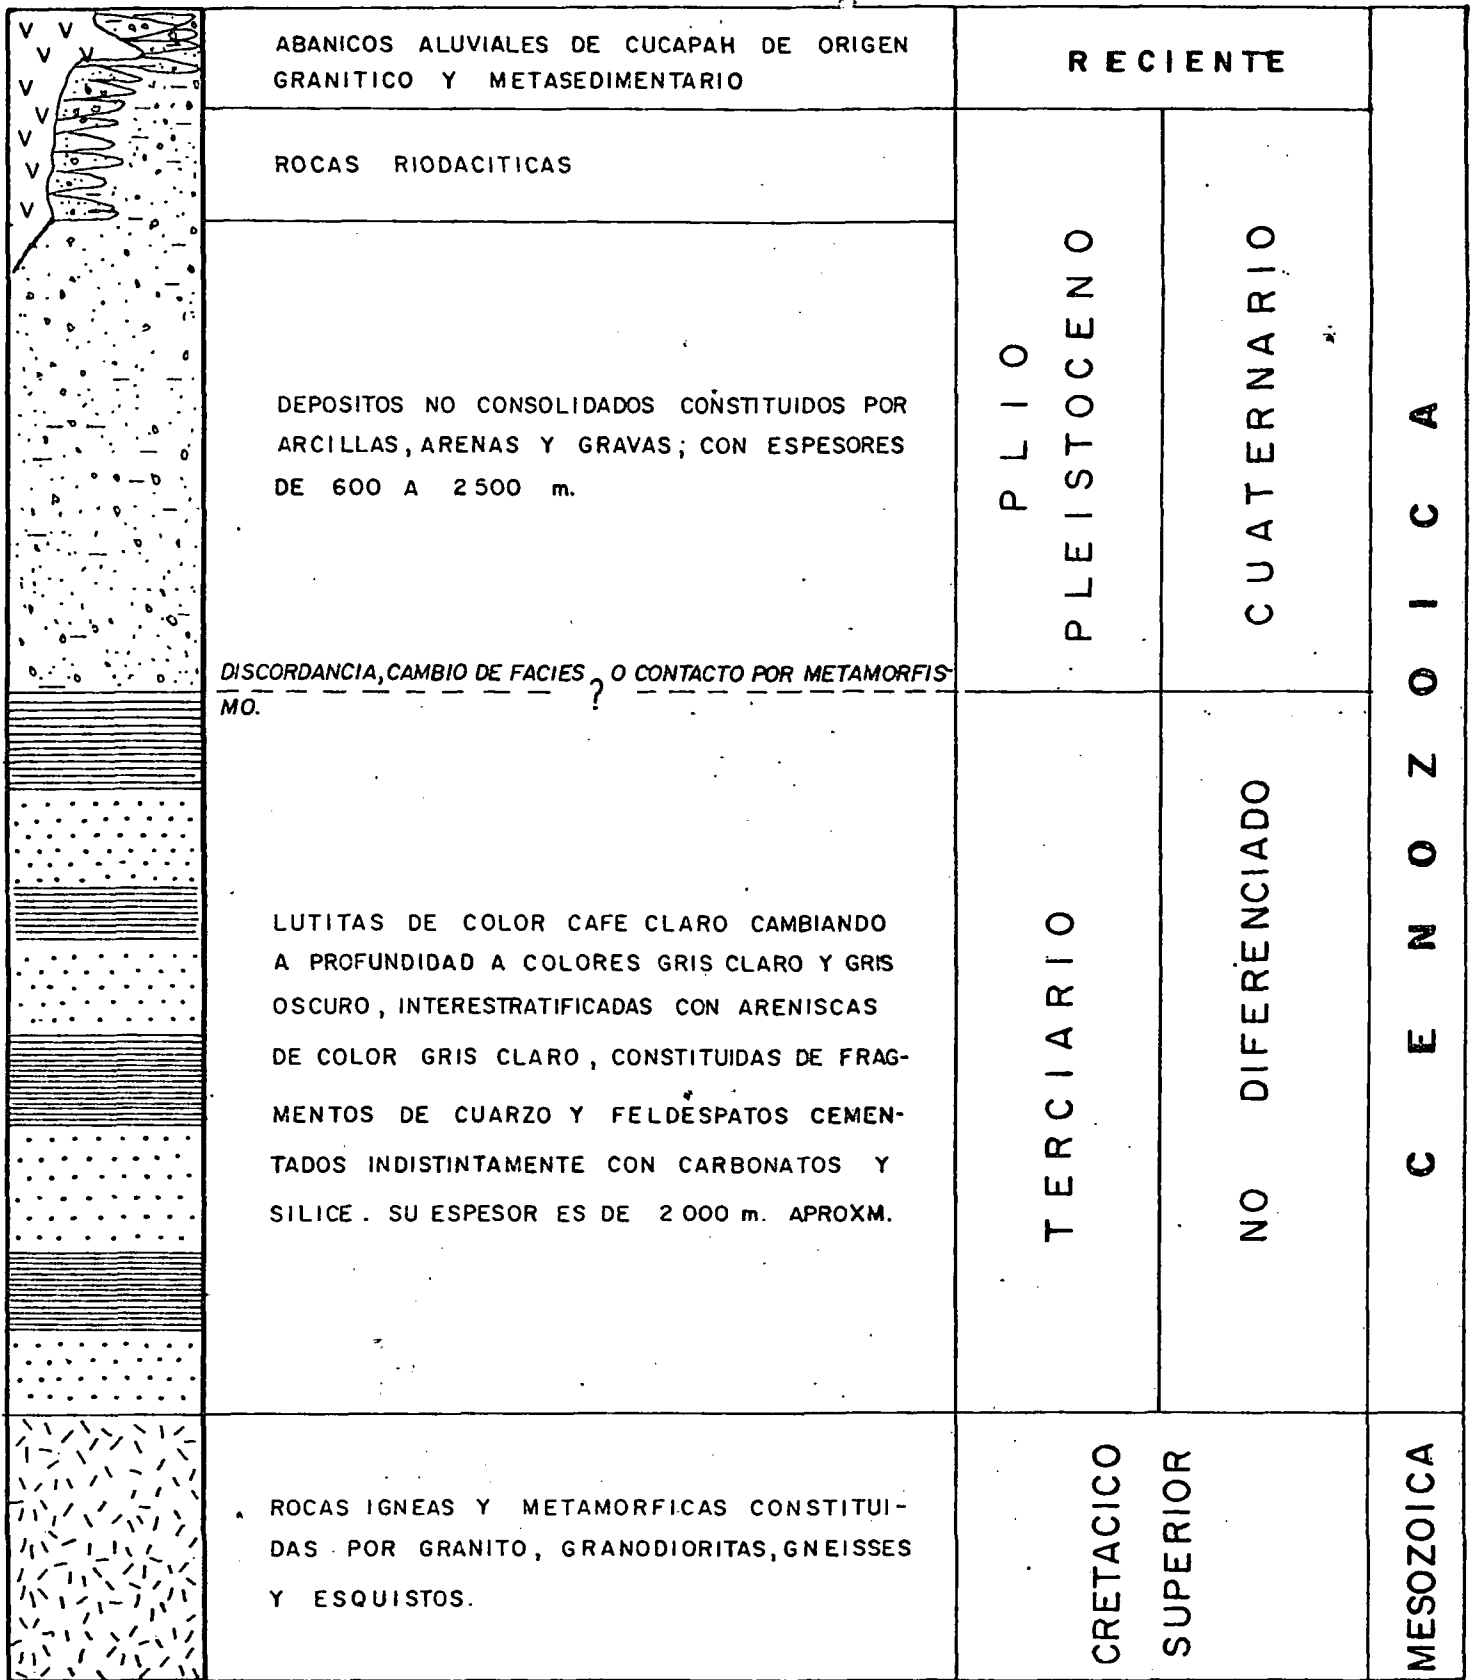 ABANICOS ALUVIALES DE CUCAPAH DE ORIGEN
GRANITICO Y METASEDIMENTARIO
RECIENTE
ROCAS RIODACITICAS
DEPOSITOS NO CONSOLIDADOS CONSTITUIDOS POR
ARCILLAS, ARENAS Y GRAVAS; CON ESPESORES
DE 600 A 2500 m.
PLIO
PLEISTOCENO
CUATERNARIO
CENOZOICA
DISCORDANCIA, CAMBIO DE FACIES ? O CONTACTO POR METAMORFIS-
MO.
LUTITAS DE COLOR CAFE CLARO CAMBIANDO
A PROFUNDIDAD A COLORES GRIS CLARO Y GRIS
OSCURO, INTERESTRATIFICADAS CON ARENISCAS
DE COLOR GRIS CLARO, CONSTITUIDAS DE FRAG-
MENTOS DE CUARZO Y FELDESPATOS CEMEN-
TADOS INDISTINTAMENTE CON CARBONATOS Y
SILICE. SU ESPESOR ES DE 2000 m. APROXM.
TERCIARIO
NO DIFERENCIADO
ROCAS IGNEAS Y METAMORFICAS CONSTITUI-
DAS POR GRANITO, GRANODIORITAS, GNEISSES
Y ESQUISTOS.
CRETACICO
SUPERIOR
MESOZOICA